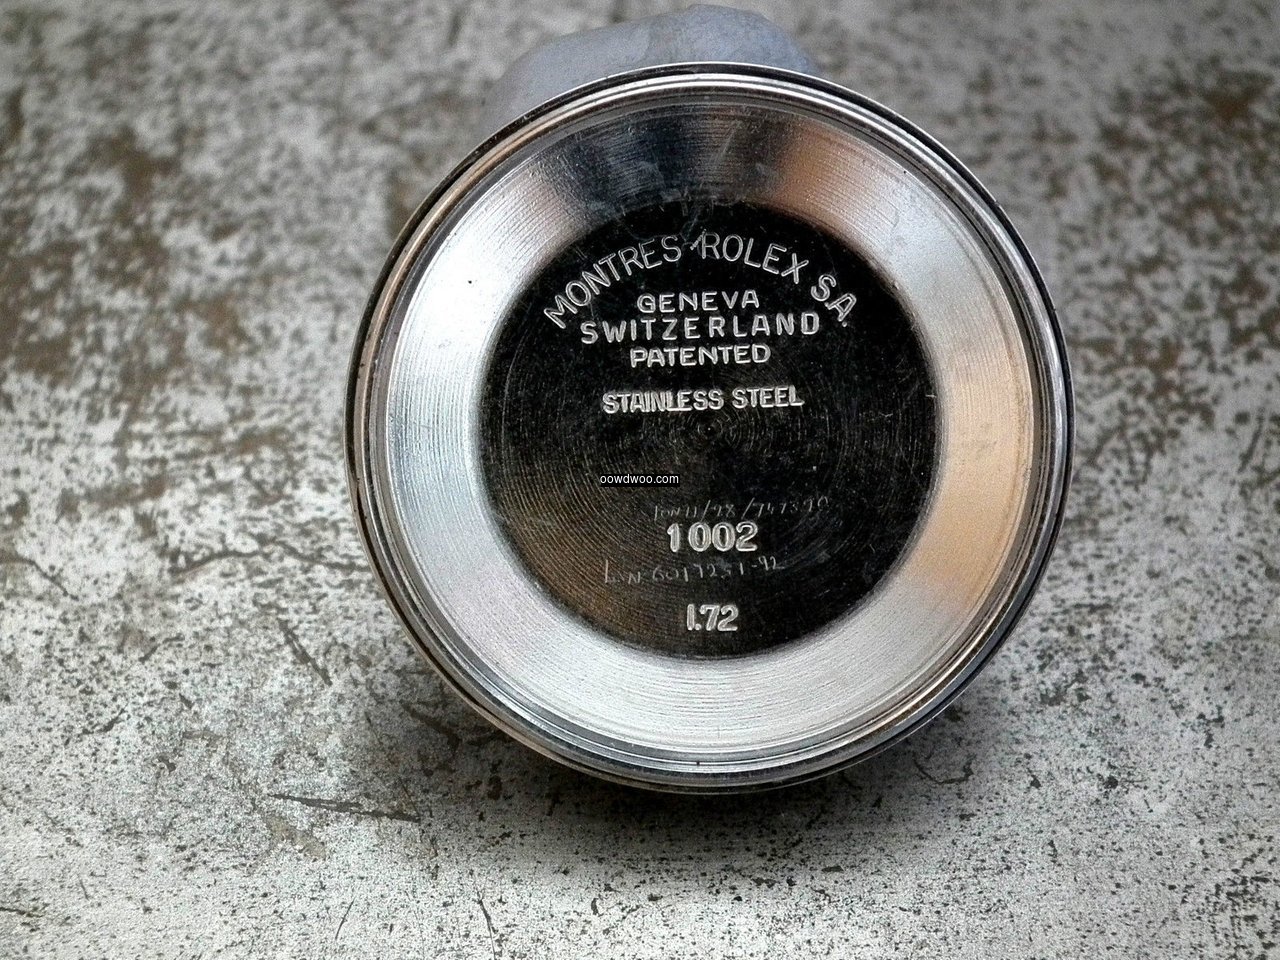 MONTRES ROLEX S.A.
GENEVA
SWITZERLAND
PATENTED
STAINLESS STEEL
oowdwoo.com
1002
I.72